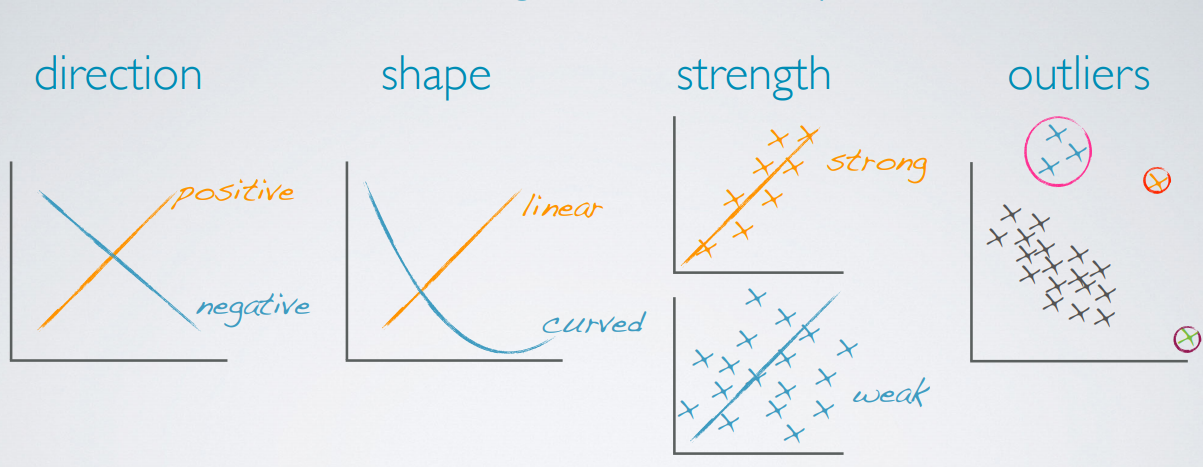 direction
shape
strength
outliers
positive
negative
linear
curved
strong
weak